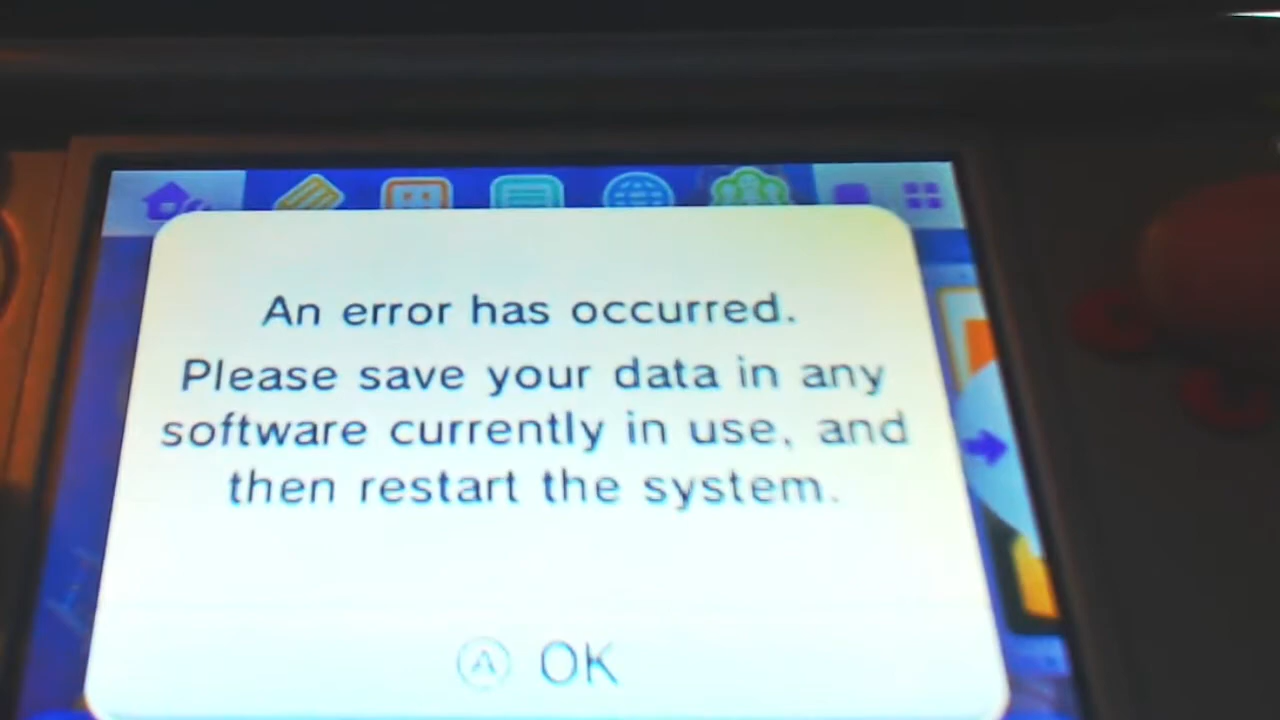 An error has occurred.
Please save your data in any
software currently in use, and
then restart the system.
Ⓐ OK